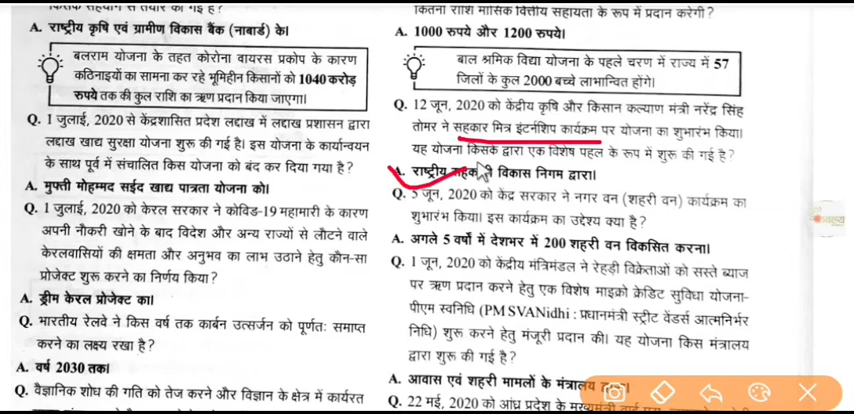 A. राष्ट्रीय कृषि एवं ग्रामीण विकास बैंक (नाबार्ड) के।
बलराम योजना के तहत कोरोना वायरस प्रकोप के कारण
कठिनाइयों का सामना कर रहे भूमिहीन किसानों को 1040 करोड़
रुपये तक की कुल राशि का ऋण प्रदान किया जाएगा।
Q. 1 जुलाई, 2020 से केंद्रशासित प्रदेश लद्दाख में लद्दाख प्रशासन द्वारा
लद्दाख खाद्य सुरक्षा योजना शुरू की गई है। इस योजना के कार्यान्वयन
के साथ पूर्व में संचालित किस योजना को बंद कर दिया गया है?
A. मुफ्ती मोहम्मद सईद खाद्य पात्रता योजना को।
Q. 1 जुलाई, 2020 को केरल सरकार ने कोविड-19 महामारी के कारण
अपनी नौकरी खोने के बाद विदेश और अन्य राज्यों से लौटने वाले
केरलवासियों की क्षमता और अनुभव का लाभ उठाने हेतु कौन-सा
प्रोजेक्ट शुरू करने का निर्णय किया?
A. ड्रीम केरल प्रोजेक्ट का।
Q. भारतीय रेलवे ने किस वर्ष तक कार्बन उत्सर्जन को पूर्णतः समाप्त
करने का लक्ष्य रखा है?
A. वर्ष 2030 तक।
Q. वैज्ञानिक शोध की गति को तेज करने और विज्ञान के क्षेत्र में कार्यरत
कितनी राशि मासिक वित्तीय सहायता के रूप में प्रदान करेगी?
A. 1000 रुपये और 1200 रुपये।
बाल श्रमिक विद्या योजना के पहले चरण में राज्य में 57
जिलों के कुल 2000 बच्चे लाभान्वित होंगे।
Q. 12 जून, 2020 को केंद्रीय कृषि और किसान कल्याण मंत्री नरेंद्र सिंह
तोमर ने सहकार मित्र इंटर्नशिप कार्यक्रम पर योजना का शुभारंभ किया।
यह योजना किसके द्वारा एक विशेष पहल के रूप में शुरू की गई है?
A. राष्ट्रीय विकास निगम द्वारा।
Q. 5 जून, 2020 को केंद्र सरकार ने नगर वन (शहरी वन) कार्यक्रम का
शुभारंभ किया। इस कार्यक्रम का उद्देश्य क्या है?
A. अगले 5 वर्षों में देशभर में 200 शहरी वन विकसित करना।
Q. 1 जून, 2020 को केंद्रीय मंत्रिमंडल ने रेहड़ी विक्रेताओं को सस्ते ब्याज
पर ऋण प्रदान करने हेतु एक विशेष माइक्रो क्रेडिट सुविधा योजना-
पीएम स्वनिधि (PM SVANidhi : प्रधानमंत्री स्ट्रीट वेंडर्स आत्मनिर्भर
निधि) शुरू करने हेतु मंजूरी प्रदान की। यह योजना किस मंत्रालय
द्वारा शुरू की गई है?
A. आवास एवं शहरी मामलों के मंत्रालय
Q. 22 मई, 2020 को आंध्र प्रदेश के